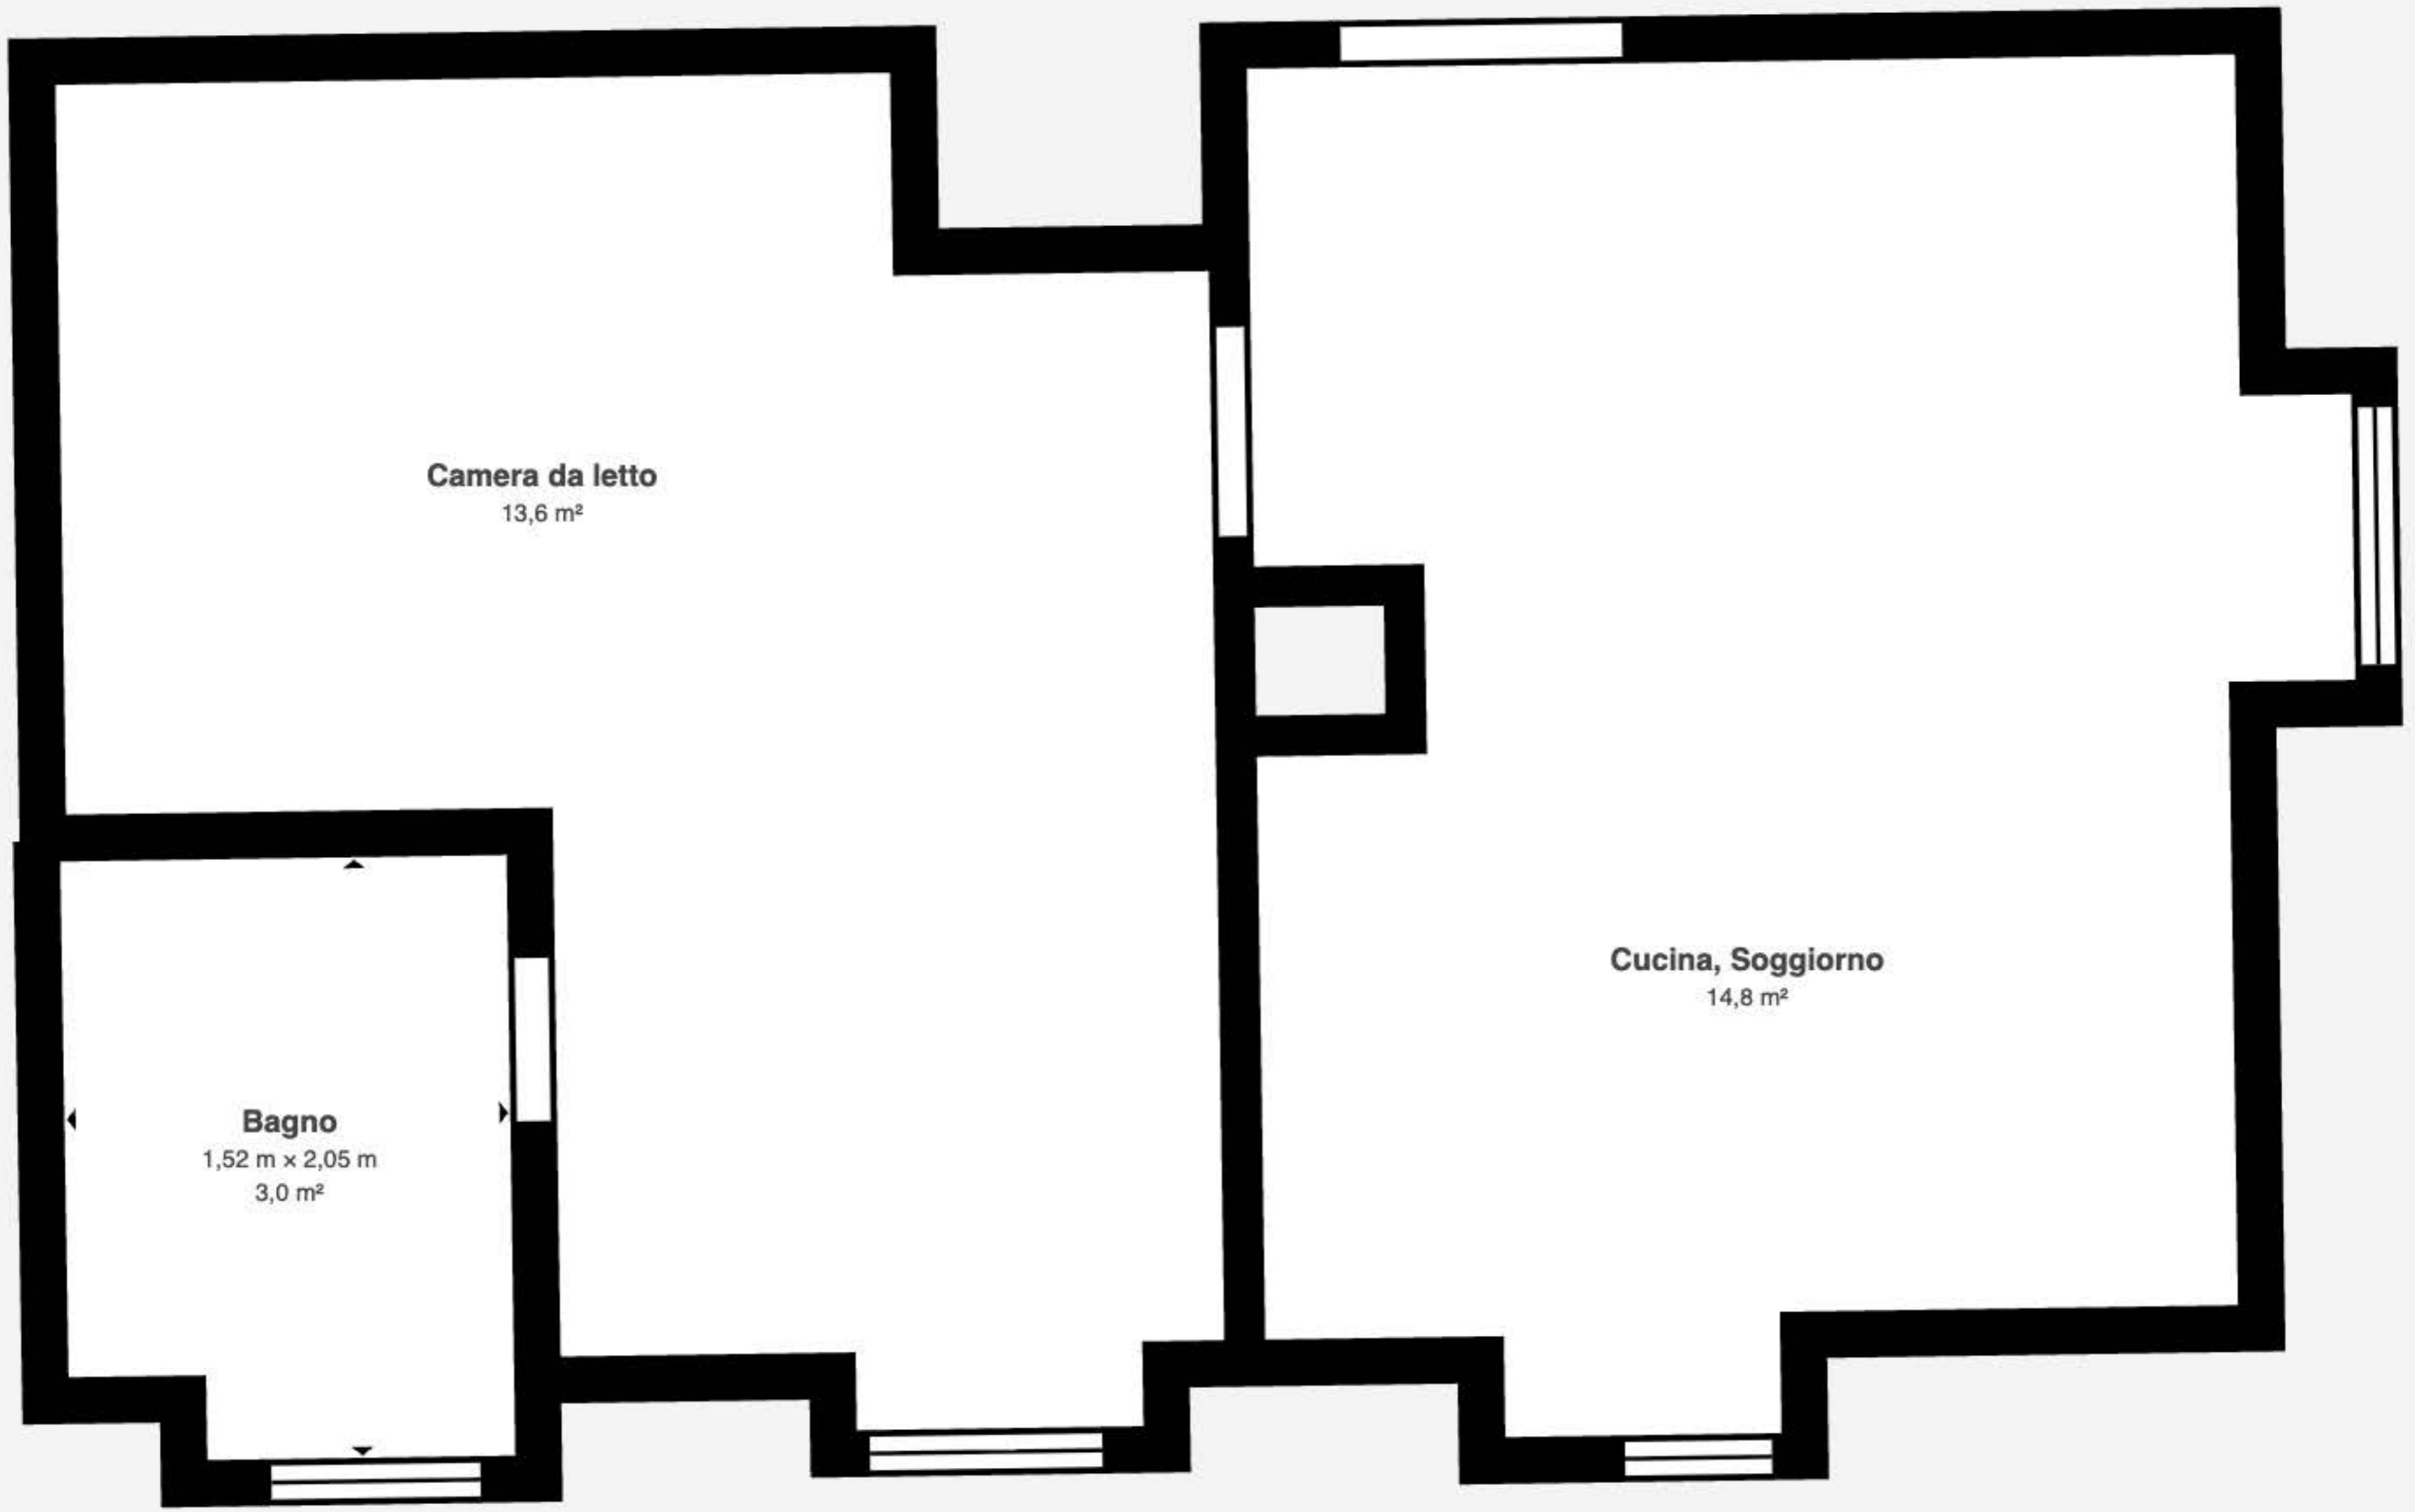 Camera da letto
13,6 m²
Cucina, Soggiorno
14,8 m²
Bagno
1,52 m × 2,05 m
3,0 m²